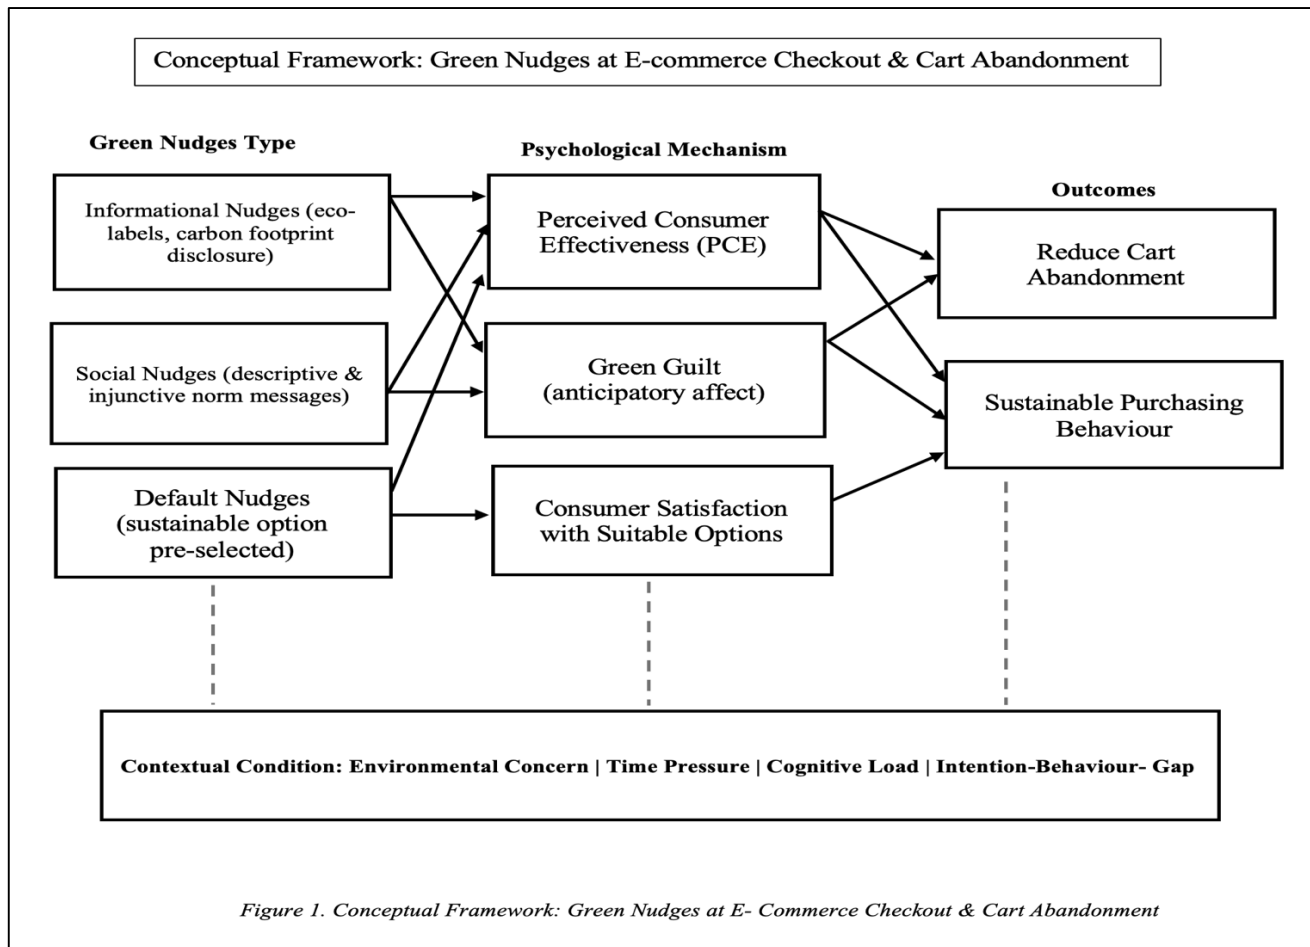 Conceptual Framework: Green Nudges at E-commerce Checkout & Cart Abandonment
Green Nudges Type
Informational Nudges (eco-
labels, carbon footprint
disclosure)
Social Nudges (descriptive &
injunctive norm messages)
Default Nudges
(sustainable option
pre-selected)
Psychological Mechanism
Perceived Consumer
Effectiveness (PCE)
Green Guilt
(anticipatory affect)
Consumer Satisfaction
with Suitable Options
Outcomes
Reduce Cart
Abandonment
Sustainable Purchasing
Behaviour
Contextual Condition: Environmental Concern | Time Pressure | Cognitive Load | Intention-Behaviour- Gap
Figure 1. Conceptual Framework: Green Nudges at E- Commerce Checkout & Cart Abandonment